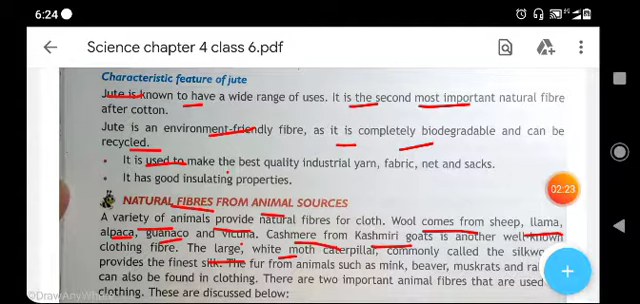 6:24
Science chapter 4 class 6.pdf
Characteristic feature of jute
Jute is known to have a wide range of uses. It is the second most important natural fibre
after cotton.
Jute is an environment-friendly fibre, as it is completely biodegradable and can be
recycled.
• It is used to make the best quality industrial yarn, fabric, net and sacks.
• It has good insulating properties.
NATURAL FIBRES FROM ANIMAL SOURCES
A variety of animals provide natural fibres for cloth. Wool comes from sheep, llama,
alpaca, guanaco and vicuna. Cashmere from Kashmiri goats is another well-known
clothing fibre. The large, white moth caterpillar, commonly called the
provides the finest silk. The fur from animals such as mink, beaver, muskrats and
can also be found in clothing. There are two important animal fibres that are used
clothing. These are discussed below:
02:23
+
©DrawAnyWhere